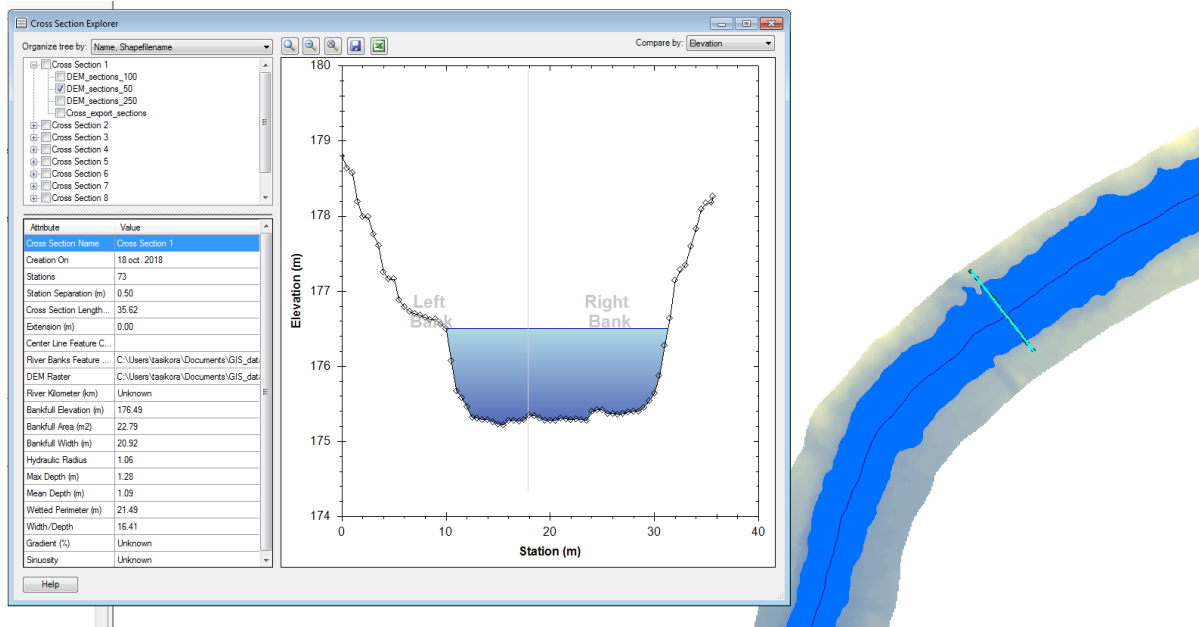 Cross Section Explorer
Organize tree by: Name, Shapefilename
Compare by: Elevation
Cross Section 1
DEM_sections_100
DEM_sections_50
DEM_sections_250
Cross_export_sections
Cross Section 2
Cross Section 3
Cross Section 4
Cross Section 5
Cross Section 6
Cross Section 7
Cross Section 8
Attribute Value
Cross Section Name Cross Section 1
Creation On 18 oct. 2018
Stations 73
Station Separation (m) 0.50
Cross Section Length... 35.62
Extension (m) 0.00
Center Line Feature C...
River Banks Feature ... C:\Users\tasikora\Documents\GIS_dat
DEM Raster C:\Users\tasikora\Documents\GIS_dat
River Kilometer (km) Unknown
Bankfull Elevation (m) 176.49
Bankfull Area (m2) 22.79
Bankfull Width (m) 20.92
Hydraulic Radius 1.06
Max Depth (m) 1.28
Mean Depth (m) 1.09
Wetted Perimeter (m) 21.49
Width/Depth 16.41
Gradient (%) Unknown
Sinuosity Unknown
Help
180
179
178
177
176
175
174
Elevation (m)
Left
Bank
Right
Bank
0 10 20 30 40
Station (m)